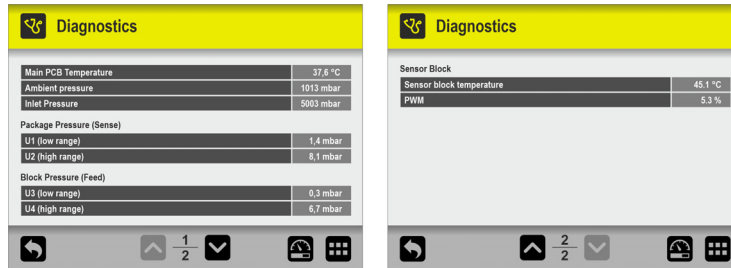 Diagnostics
Main PCB Temperature 37,6 °C
Ambient pressure 1013 mbar
Inlet Pressure 5003 mbar
Package Pressure (Sense)
U1 (low range) 1,4 mbar
U2 (high range) 8,1 mbar
Block Pressure (Feed)
U3 (low range) 0,3 mbar
U4 (high range) 6,7 mbar
1
2
Diagnostics
Sensor Block
Sensor block temperature 45.1 °C
PWM 5.3 %
2
2